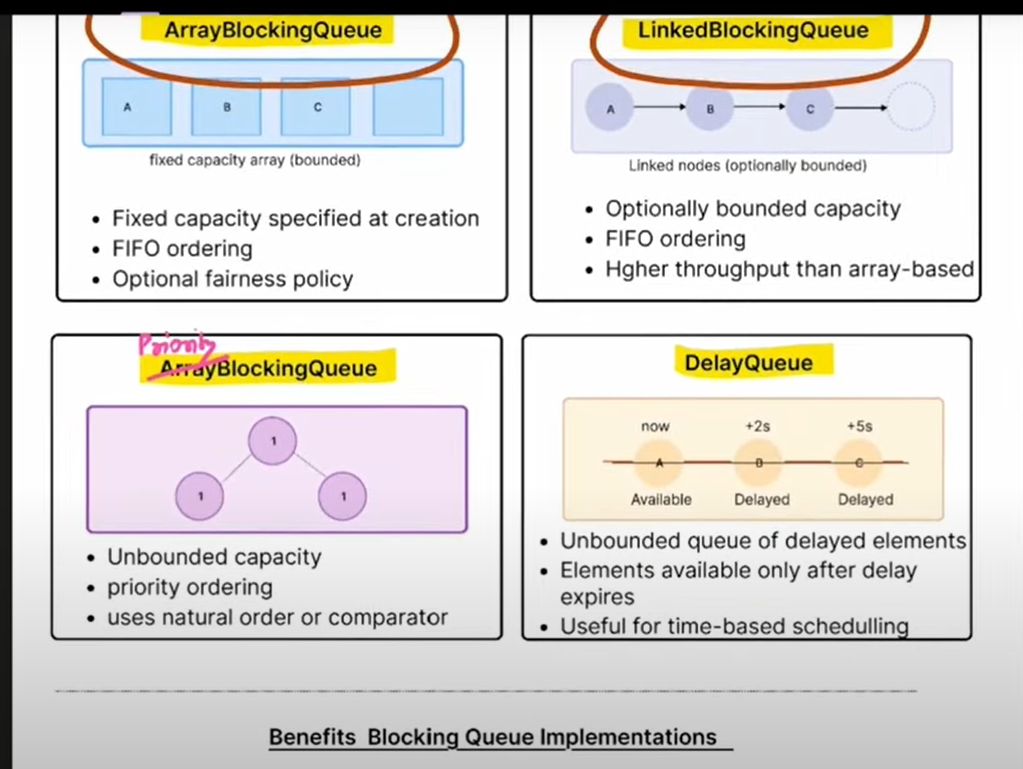 ArrayBlockingQueue
A B C
fixed capacity array (bounded)
• Fixed capacity specified at creation
• FIFO ordering
• Optional fairness policy
LinkedBlockingQueue
A B C
Linked nodes (optionally bounded)
• Optionally bounded capacity
• FIFO ordering
• Hgher throughput than array-based
Priority
ArrayBlockingQueue
1
1 1
• Unbounded capacity
• priority ordering
• uses natural order or comparator
DelayQueue
now +2s +5s
A B C
Available Delayed Delayed
• Unbounded queue of delayed elements
• Elements available only after delay
expires
• Useful for time-based schedulling
Benefits Blocking Queue Implementations